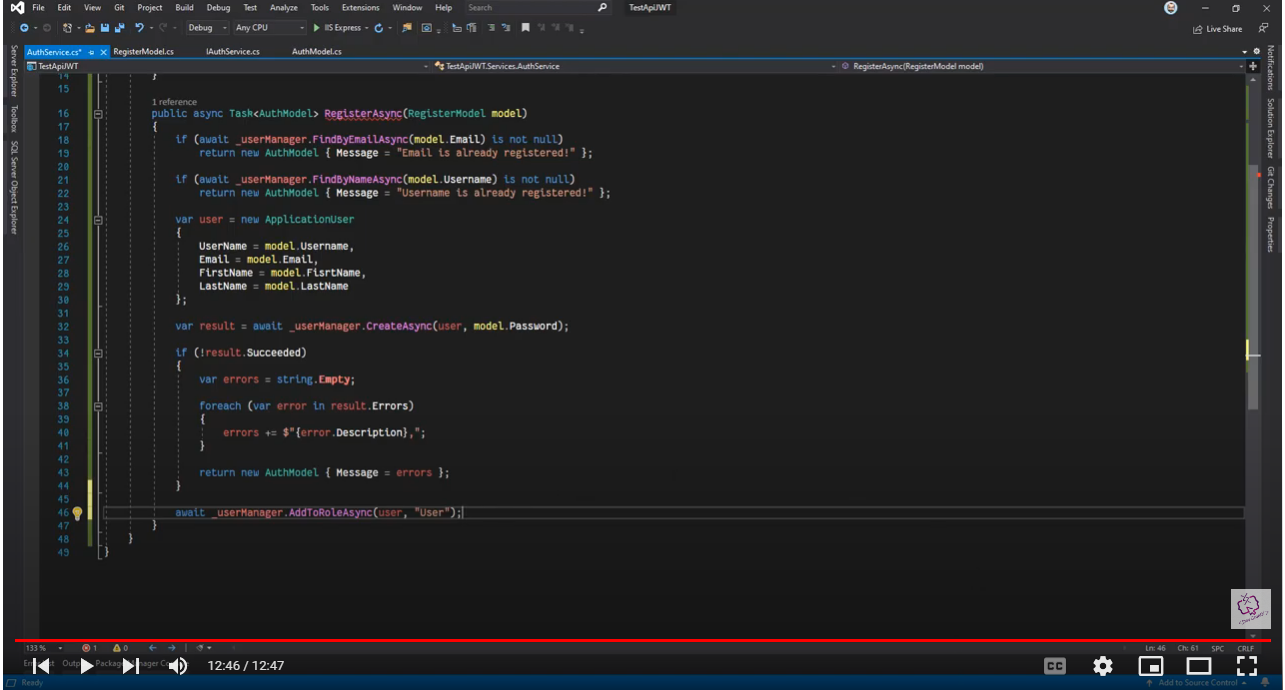 File Edit View Git Project Build Debug Test Analyze Tools Extensions Window Help Search TestApiJWT
Debug Any CPU IIS Express Live Share
AuthService.cs* RegisterModel.cs IAuthService.cs AuthModel.cs
TestApiJWT TestApiJWT.Services.AuthService RegisterAsync(RegisterModel model)
Server Explorer
Toolbox
SQL Server Object Explorer
Notifications
Solution Explorer
Git Changes
Properties
14 }
15
1 reference
16 public async Task<AuthModel> RegisterAsync(RegisterModel model)
17 {
18 if (await _userManager.FindByEmailAsync(model.Email) is not null)
19 return new AuthModel { Message = "Email is already registered!" };
20
21 if (await _userManager.FindByNameAsync(model.Username) is not null)
22 return new AuthModel { Message = "Username is already registered!" };
23
24 var user = new ApplicationUser
25 {
26 UserName = model.Username,
27 Email = model.Email,
28 FirstName = model.FisrtName,
29 LastName = model.LastName
30 };
31
32 var result = await _userManager.CreateAsync(user, model.Password);
33
34 if (!result.Succeeded)
35 {
36 var errors = string.Empty;
37
38 foreach (var error in result.Errors)
39 {
40 errors += $"{error.Description},";
41 }
42
43 return new AuthModel { Message = errors };
44 }
45
46 await _userManager.AddToRoleAsync(user, "User");
47 }
48 }
49 }
133 % 1 0 Ln: 46 Ch: 61 SPC CRLF
12:46 / 12:47 CC
Ready Add to Source Control